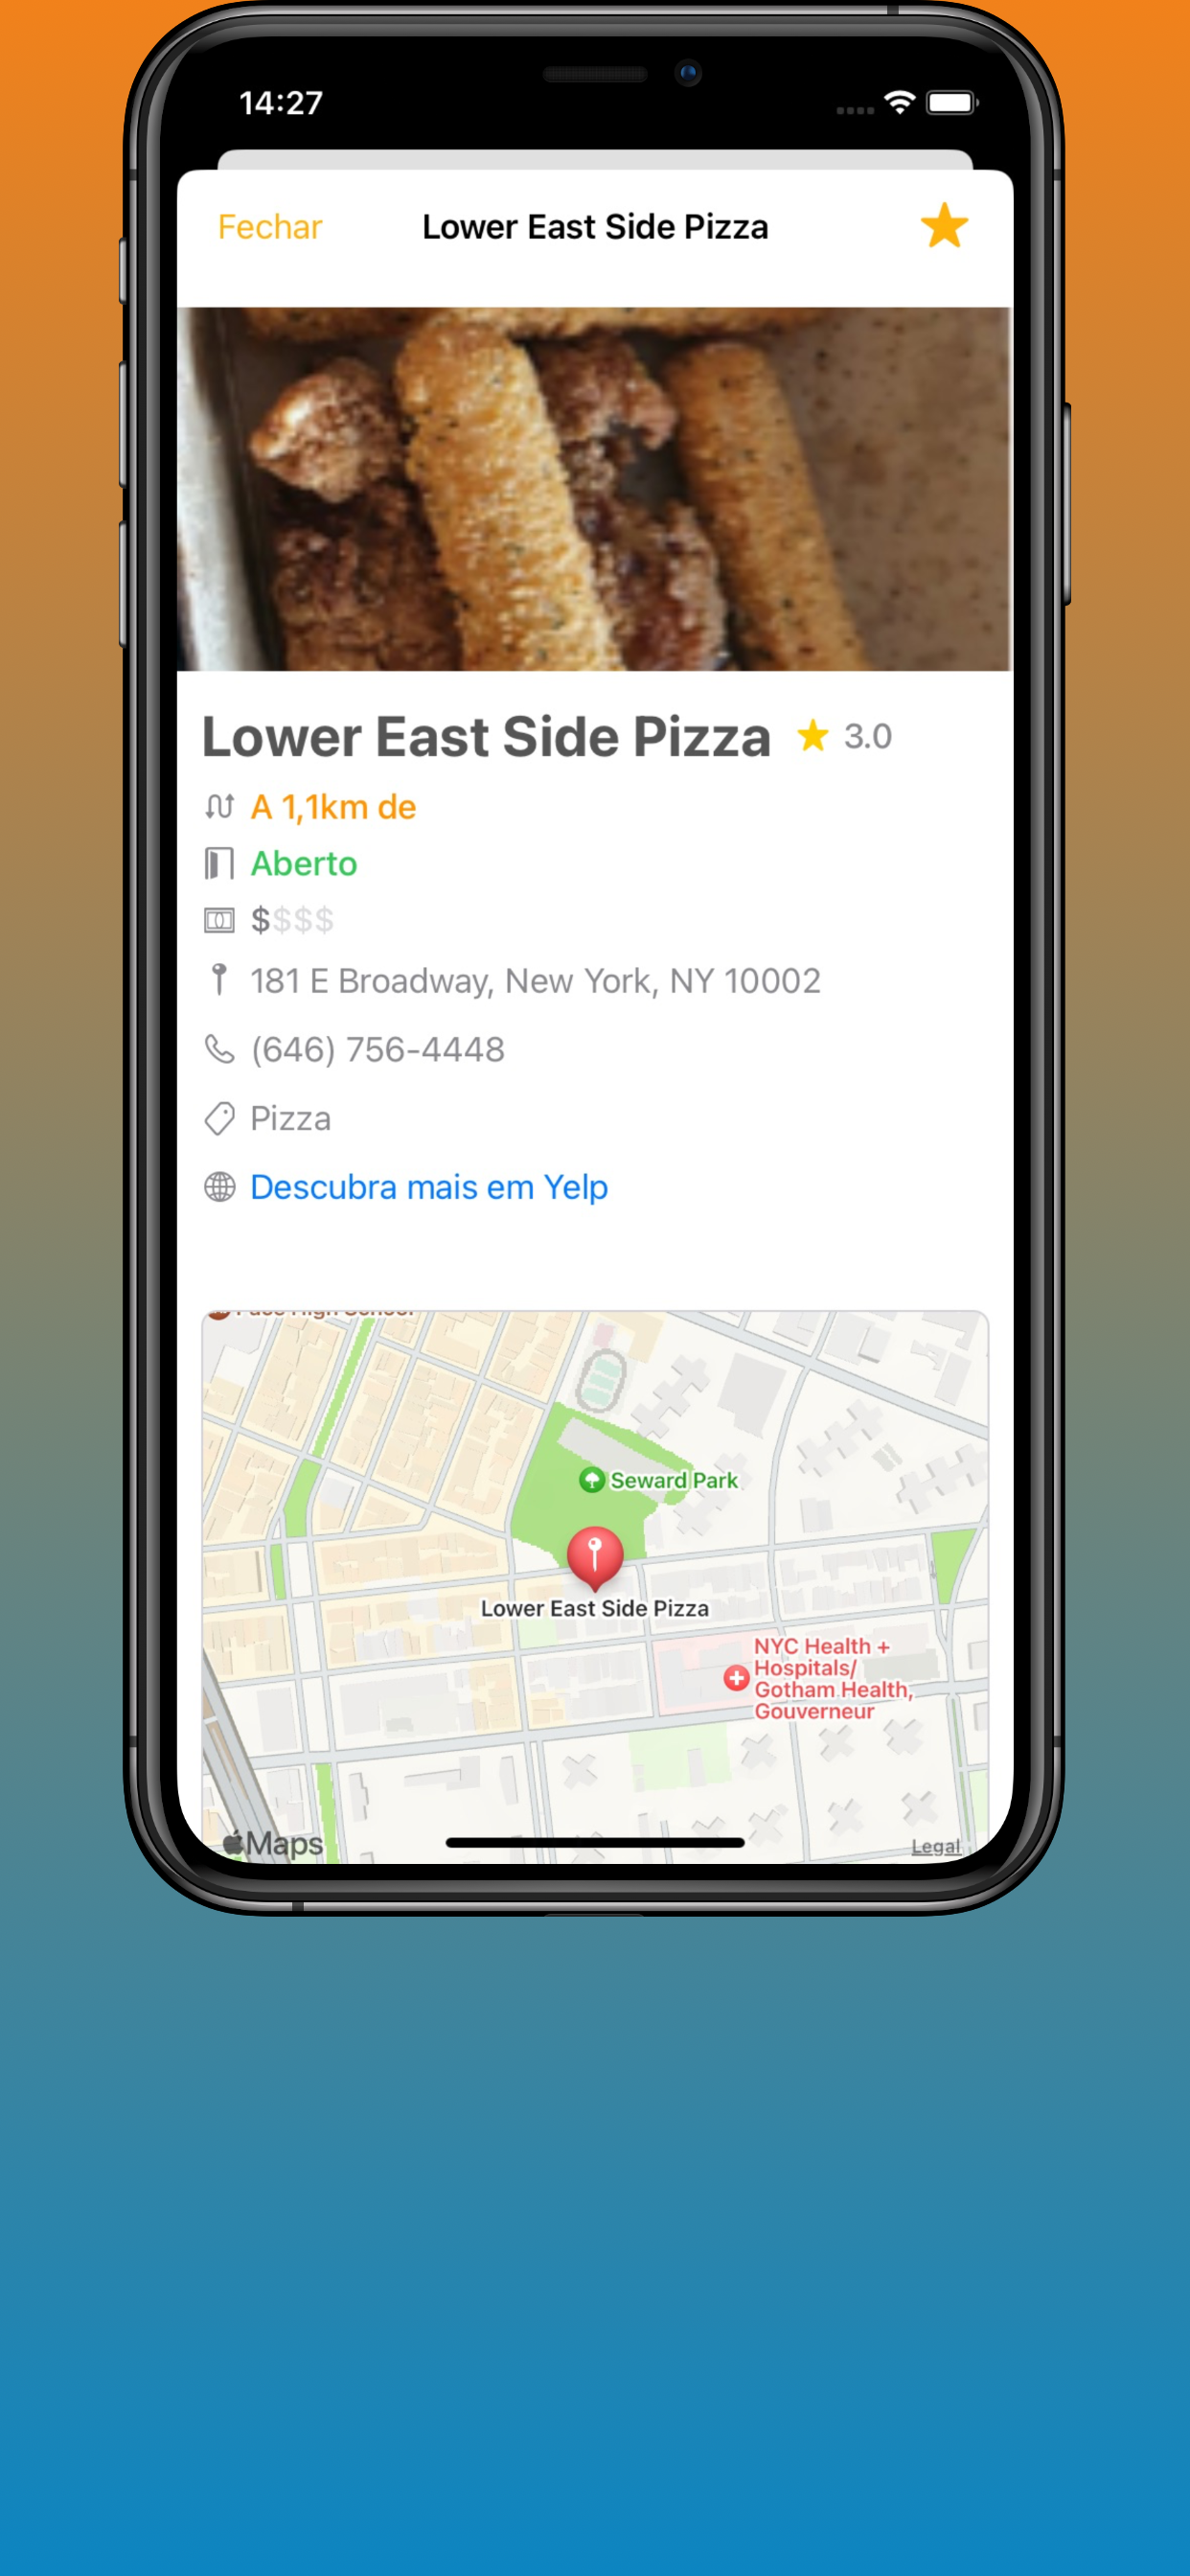 14:27
Fechar
Lower East Side Pizza
Lower East Side Pizza
3.0
A 1,1km de
Aberto
$$$$
181 E Broadway, New York, NY 10002
(646) 756-4448
Pizza
Descubra mais em Yelp
Seward Park
Lower East Side Pizza
NYC Health +
Hospitals/
Gotham Health,
Gouverneur
Maps
Legal